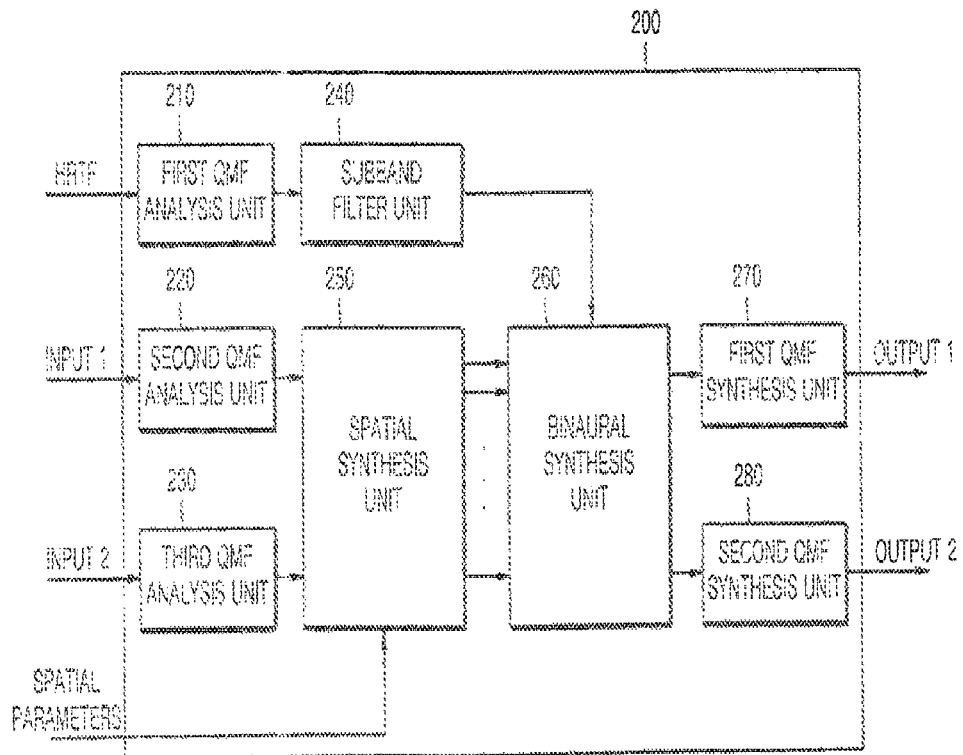 200
210
240
HRTF
FIRST QMF
ANALYSIS UNIT
SUBBAND
FILTER UNIT
220
250
260
270
INPUT 1
SECOND QMF
ANALYSIS UNIT
SPATIAL
SYNTHESIS
UNIT
BINAURAL
SYNTHESIS
UNIT
FIRST QMF
SYNTHESIS UNIT
OUTPUT 1
230
280
INPUT 2
THIRD QMF
ANALYSIS UNIT
SECOND QMF
SYNTHESIS UNIT
OUTPUT 2
SPATIAL
PARAMETERS